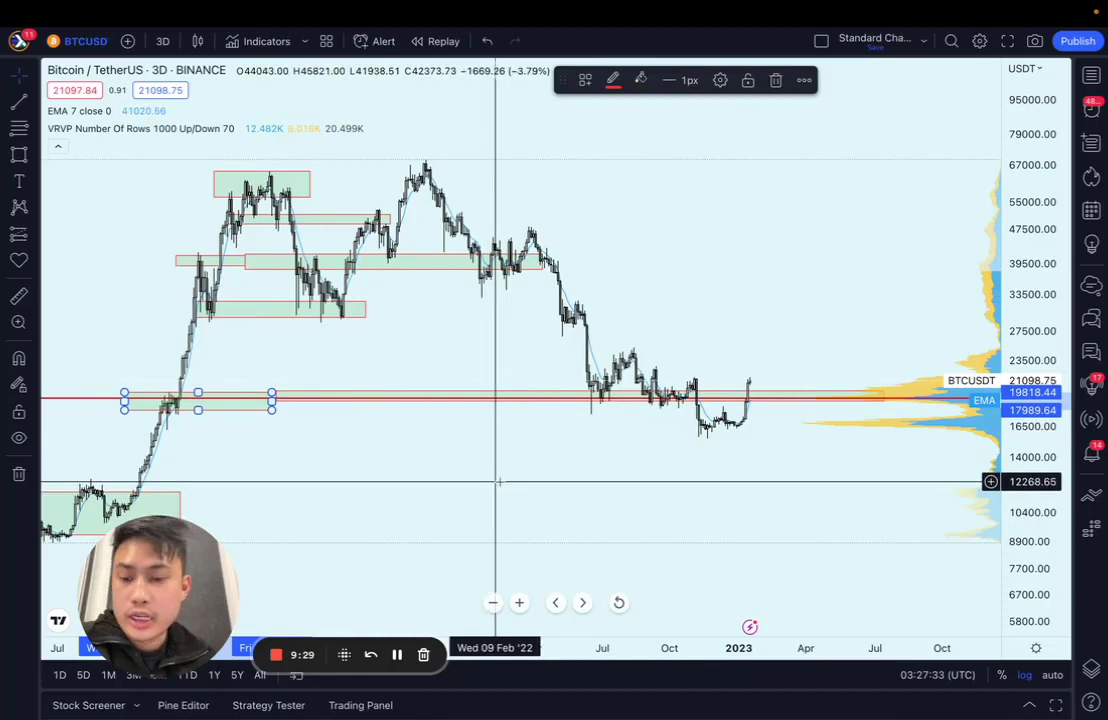 11
BTCUSD
3D
Indicators
Alert
Replay
Standard Cha...
Save
Publish
Bitcoin / TetherUS · 3D · BINANCE O44043.00 H45821.00 L41938.51 C42373.73 −1669.26 (−3.79%)
1px
USDT
21097.84 0.91 21098.75
EMA 7 close 0 41020.56
VRVP Number Of Rows 1000 Up/Down 70 12.482K 8.016K 20.499K
95000.00
79000.00
67000.00
55000.00
47500.00
39500.00
33500.00
27500.00
23500.00
BTCUSDT 21098.75
19818.44
EMA
17989.64
16500.00
14000.00
12268.65
10400.00
8900.00
7700.00
6700.00
5800.00
48...
17
14
Jul
Wed 09 Feb '22
Jul
Oct
2023
Apr
Jul
Oct
9:29
1D 5D 1M 1Y 5Y All
03:27:33 (UTC) % log auto
Stock Screener Pine Editor Strategy Tester Trading Panel